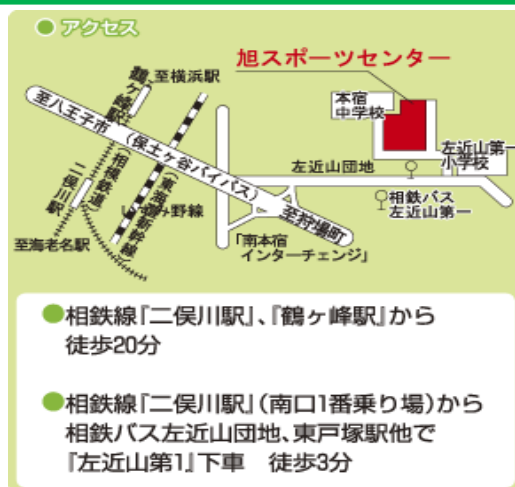 アクセス
旭スポーツセンター
至横浜駅
鶴ヶ峰駅
本宿
中学校
至八王子市 (保土ヶ谷バイパス) 至狩場町
左近山第一
小学校
左近山団地
(相模鉄道)
二俣川駅
(東海道新幹線)
み野線
相鉄バス
左近山第一
至海老名駅
「南本宿
インターチェンジ」
●相鉄線『二俣川駅』、『鶴ヶ峰駅』から
徒歩20分
●相鉄線『二俣川駅』(南口1番乗り場)から
相鉄バス左近山団地、東戸塚駅他で
『左近山第1』下車 徒歩3分